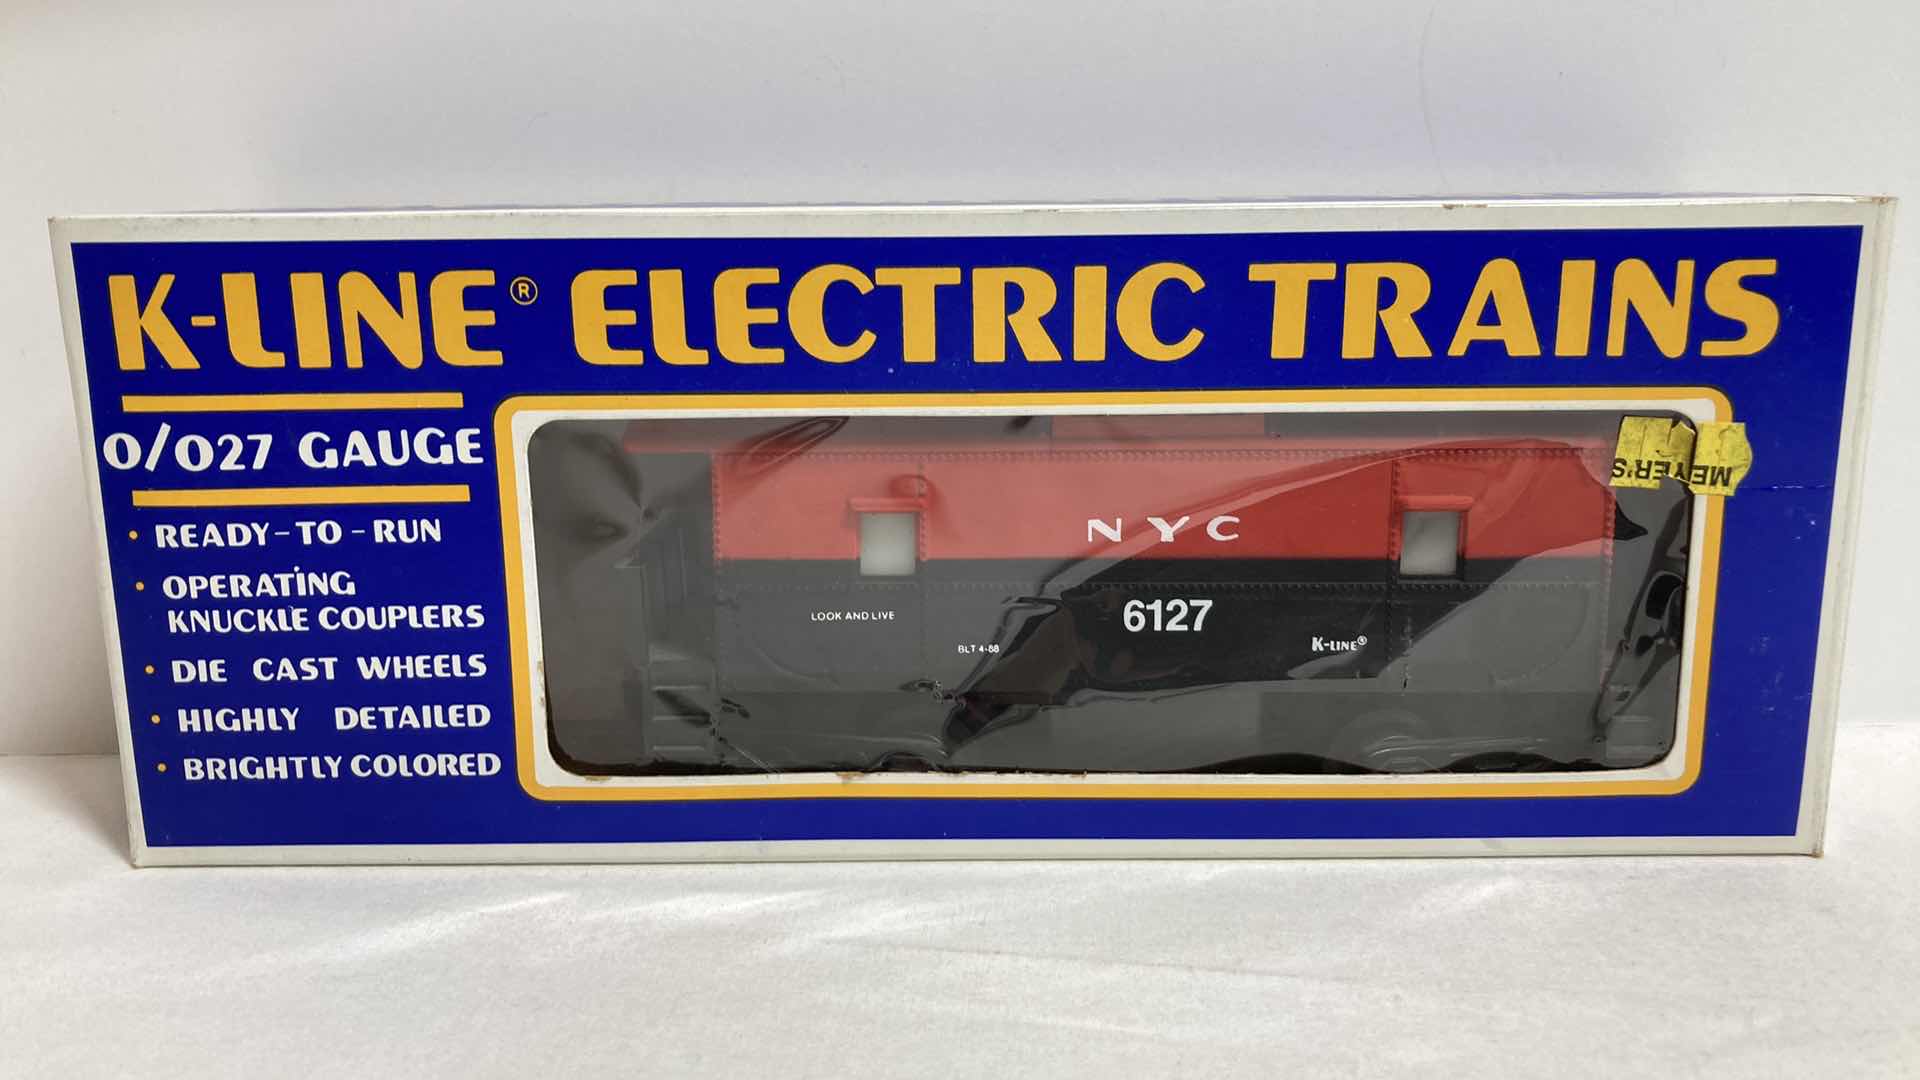 K-LINE® ELECTRIC TRAINS
O/O27 GAUGE
• READY-TO-RUN
• OPERATING
KNUCKLE COUPLERS
• DIE CAST WHEELS
• HIGHLY DETAILED
• BRIGHTLY COLORED
MEYER'S
NYC
6127
LOOK AND LIVE
BLT 4-88
K-LINE®